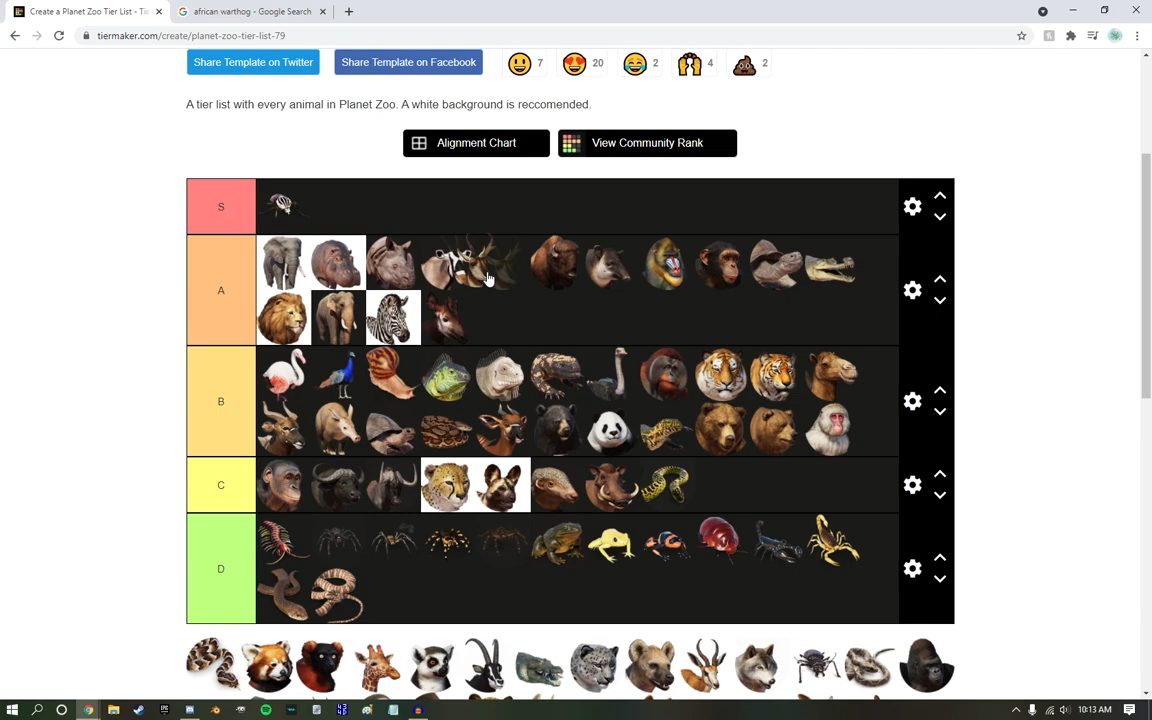 Create a Planet Zoo Tier List - Tie
african warthog - Google Search
tiermaker.com/create/planet-zoo-tier-list-79
Share Template on Twitter
Share Template on Facebook
7
20
2
4
2
A tier list with every animal in Planet Zoo. A white background is reccomended.
Alignment Chart
View Community Rank
S
A
B
C
D
10:13 AM